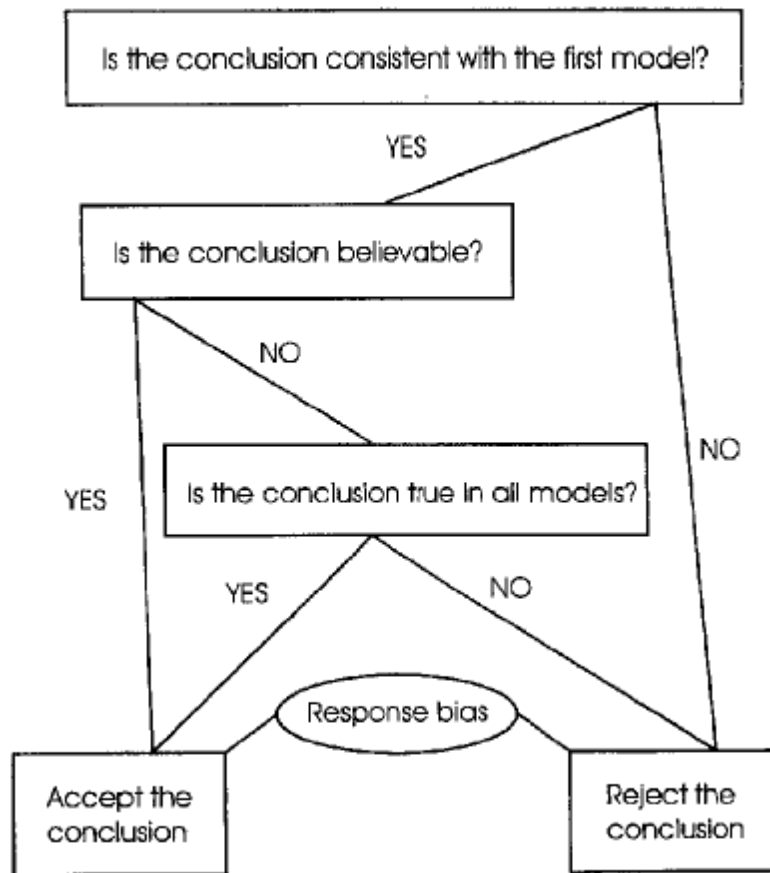 Is the conclusion consistent with the first model?
YES
Is the conclusion believable?
NO
NO
Is the conclusion true in all models?
YES
YES
NO
Response bias
Accept the
conclusion
Reject the
conclusion